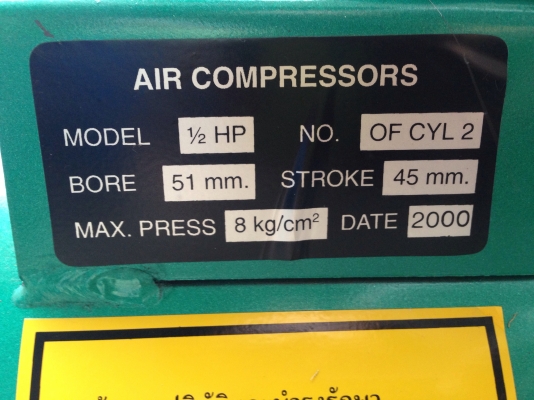 AIR COMPRESSORS
MODEL ½ HP NO. OF CYL 2
BORE 51 mm. STROKE 45 mm.
MAX. PRESS 8 kg/cm² DATE 2000